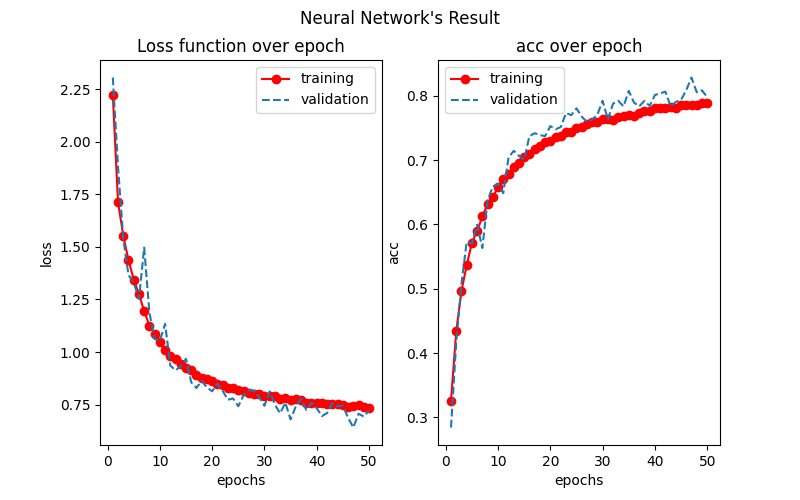 Neural Network's Result
Loss function over epoch
training
validation
2.25
2.00
1.75
1.50
1.25
1.00
0.75
loss
0 10 20 30 40 50
epochs
acc over epoch
training
validation
0.8
0.7
0.6
0.5
0.4
0.3
acc
0 10 20 30 40 50
epochs